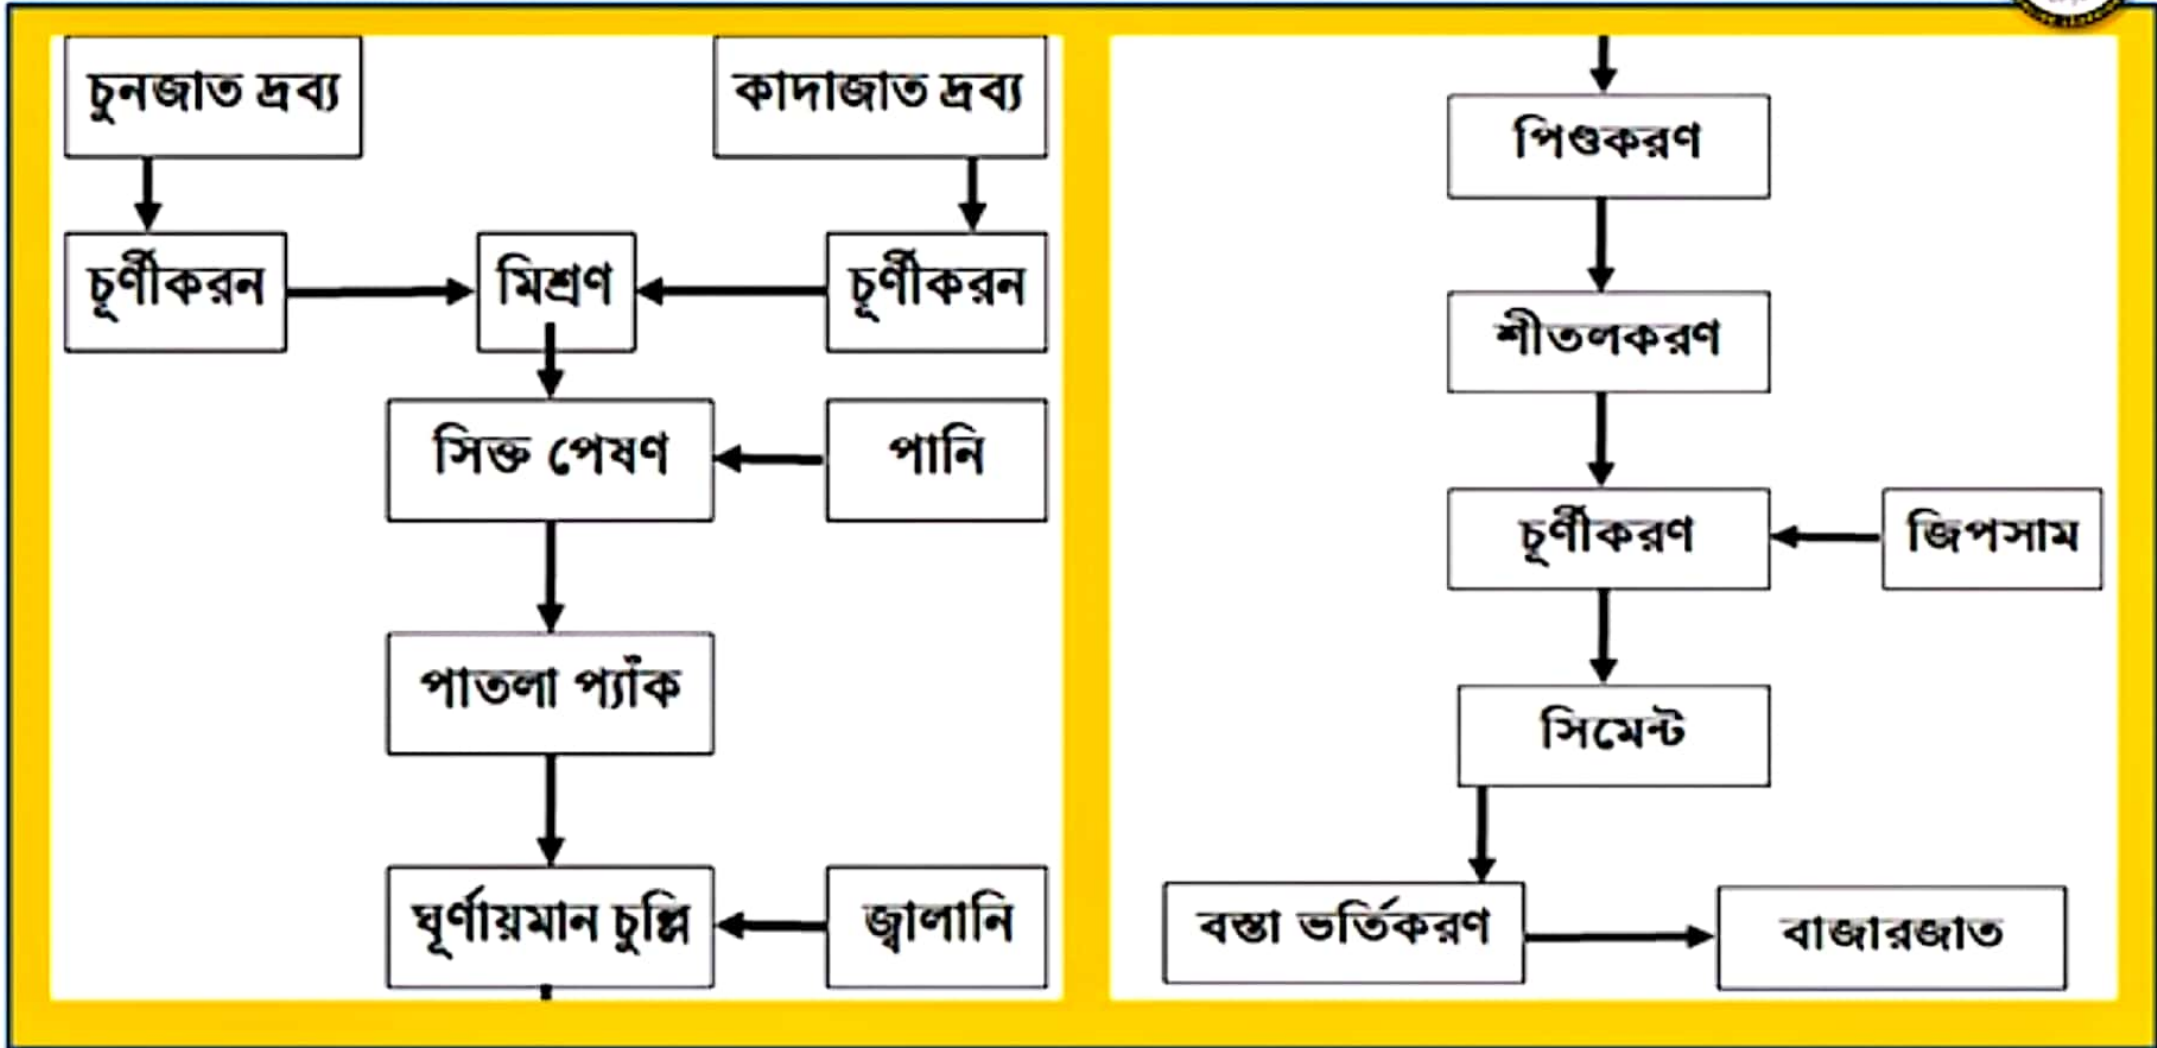 চুনজাত দ্রব্য
কাদাজাত দ্রব্য
চূর্ণীকরন
মিশ্রণ
চূর্ণীকরন
সিক্ত পেষণ
পানি
পাতলা প্যাঁক
ঘূর্ণায়মান চুল্লি
জ্বালানি
পিণ্ডকরণ
শীতলকরণ
চূর্ণীকরণ
জিপসাম
সিমেন্ট
বস্তা ভর্তিকরণ
বাজারজাত